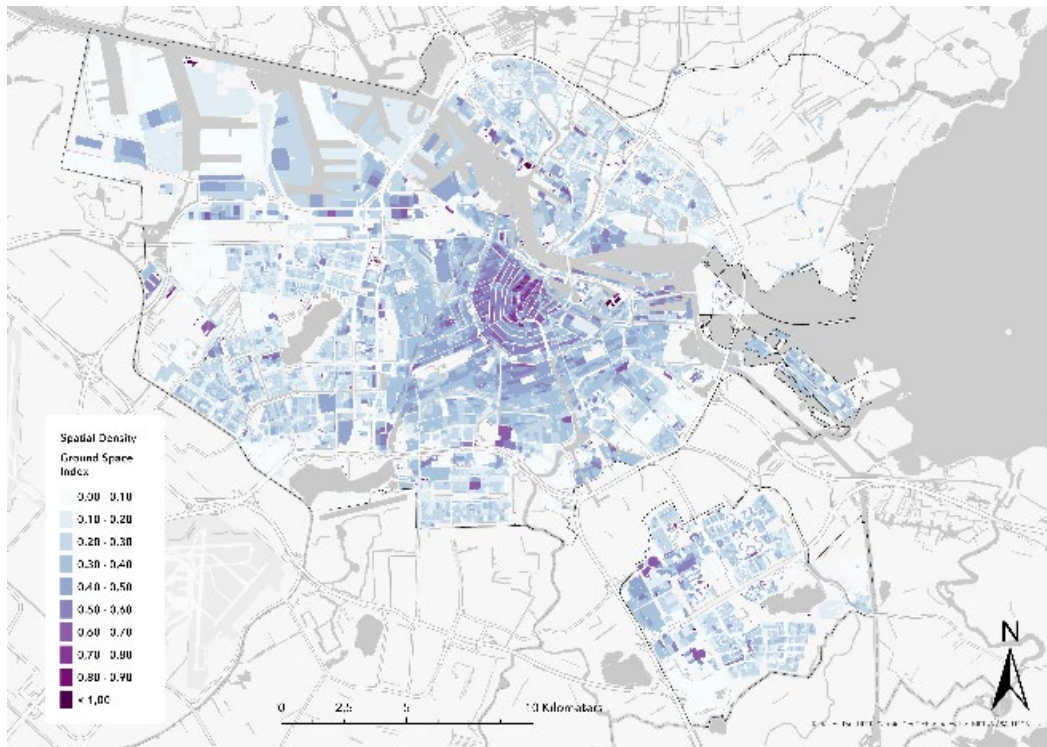 Spatial Density
Ground Space
Index
0.00 - 0.10
0.10 - 0.20
0.20 - 0.30
0.30 - 0.40
0.40 - 0.50
0.50 - 0.60
0.60 - 0.70
0.70 - 0.80
0.80 - 0.90
< 1,00
N
0 2,5 5 10 Kilometers